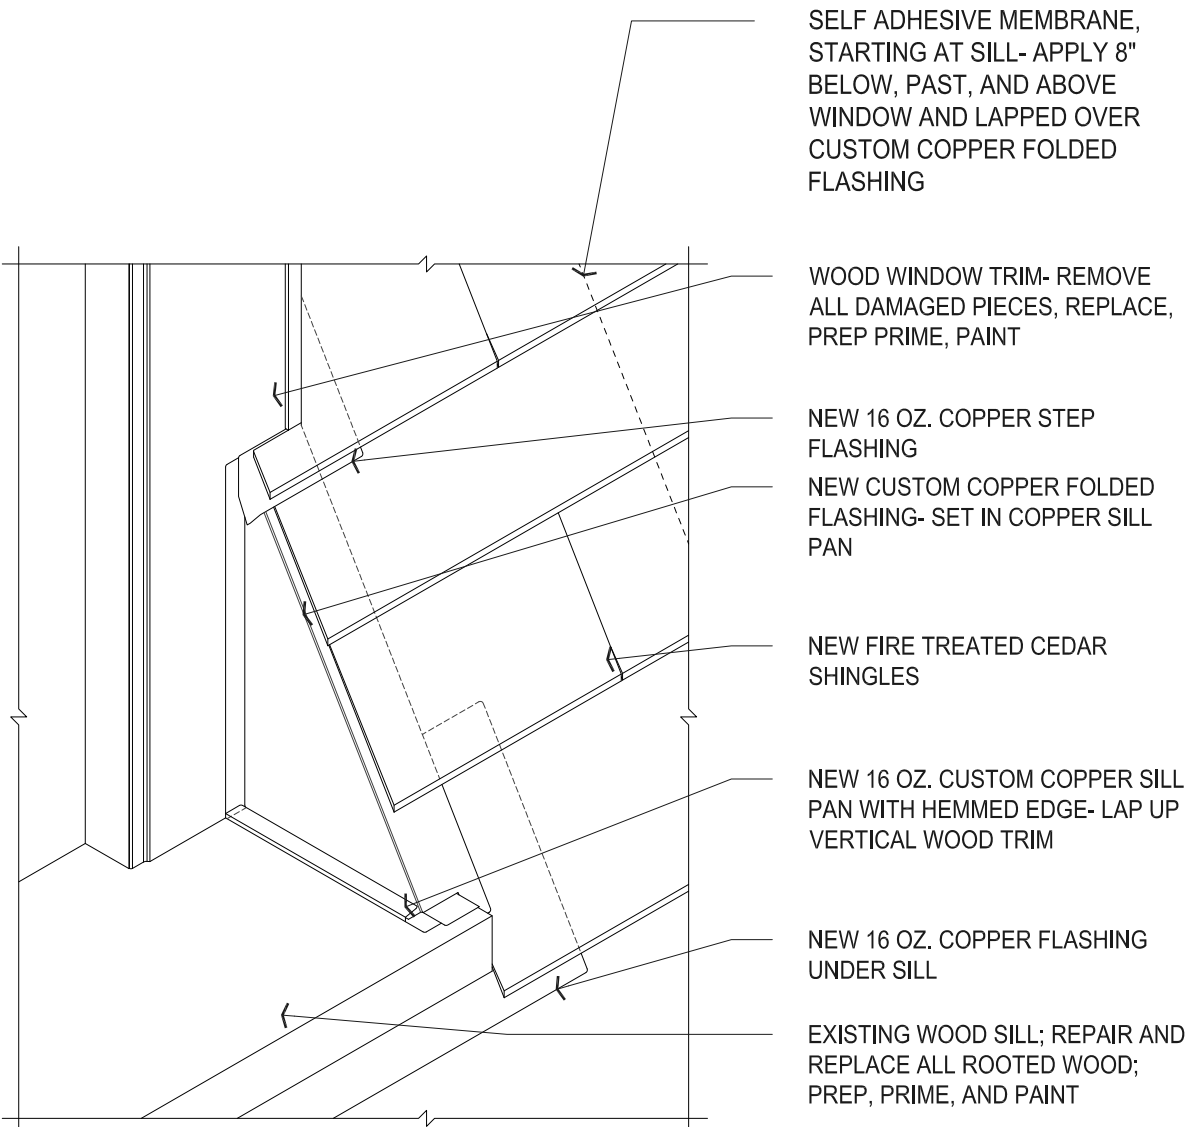 SELF ADHESIVE MEMBRANE,
STARTING AT SILL- APPLY 8"
BELOW, PAST, AND ABOVE
WINDOW AND LAPPED OVER
CUSTOM COPPER FOLDED
FLASHING
WOOD WINDOW TRIM- REMOVE
ALL DAMAGED PIECES, REPLACE,
PREP PRIME, PAINT
NEW 16 OZ. COPPER STEP
FLASHING
NEW CUSTOM COPPER FOLDED
FLASHING- SET IN COPPER SILL
PAN
NEW FIRE TREATED CEDAR
SHINGLES
NEW 16 OZ. CUSTOM COPPER SILL
PAN WITH HEMMED EDGE- LAP UP
VERTICAL WOOD TRIM
NEW 16 OZ. COPPER FLASHING
UNDER SILL
EXISTING WOOD SILL; REPAIR AND
REPLACE ALL ROOTED WOOD;
PREP, PRIME, AND PAINT